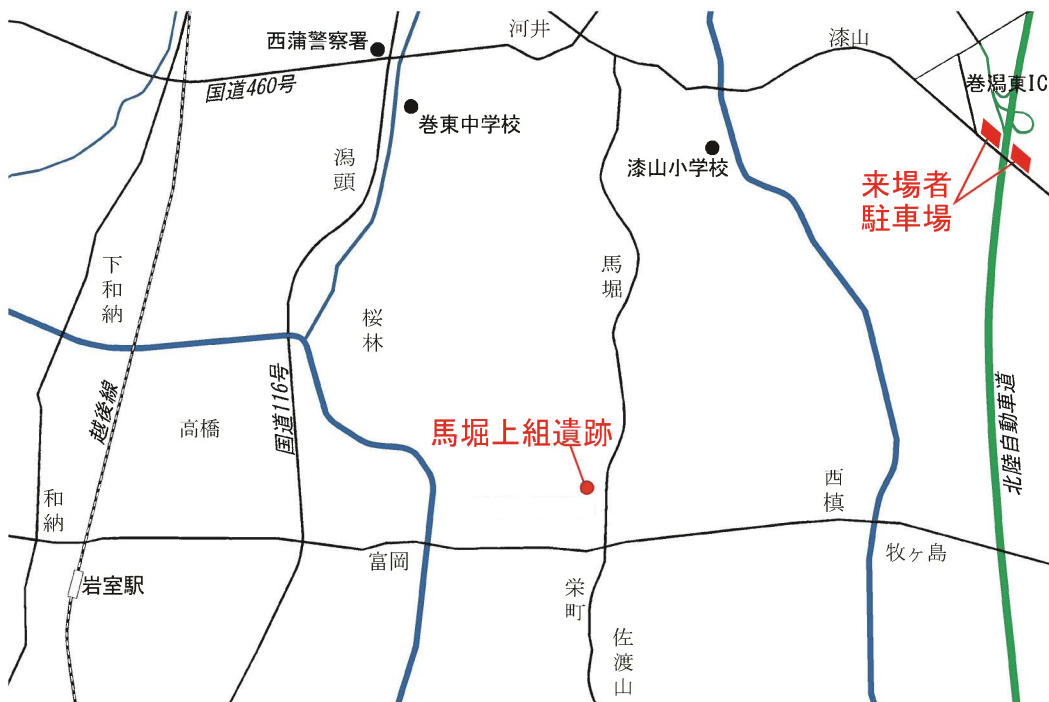 河井
西蒲警察署
漆山
国道460号
巻潟東IC
巻東中学校
潟頭
漆山小学校
来場者
駐車場
下和納
馬堀
桜林
越後線
国道116号
北陸自動車道
高橋
馬堀上組遺跡
和納
西槙
富岡
牧ヶ島
岩室駅
栄町
佐渡山